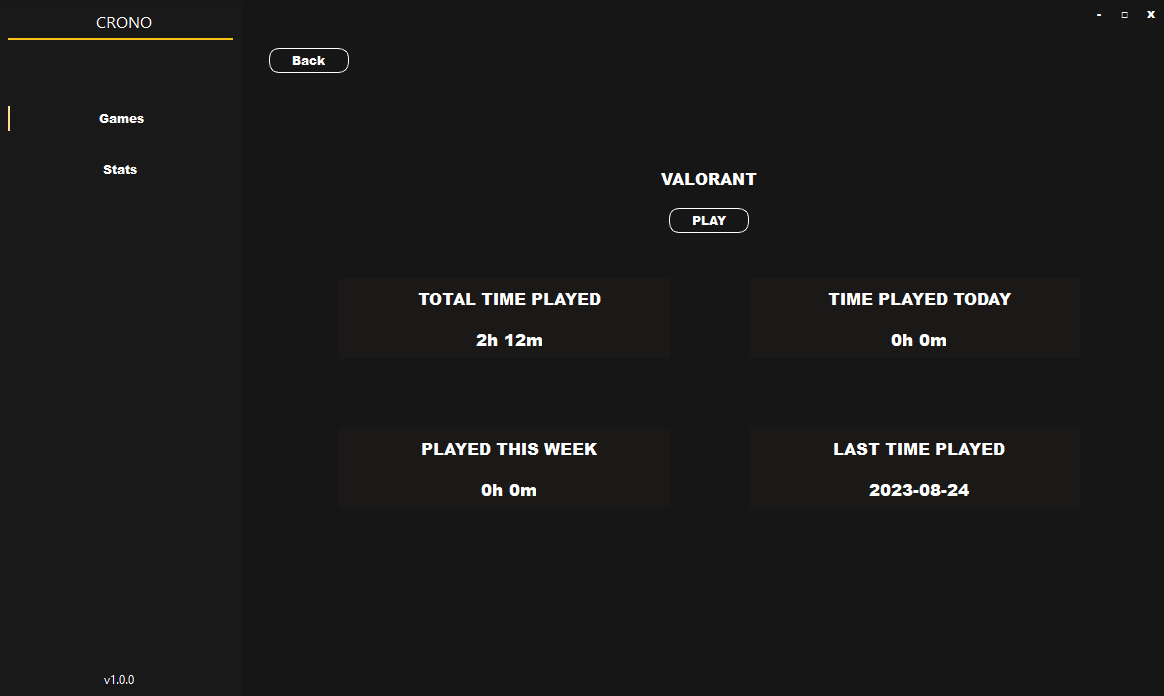 CRONO
- □ x
Back
Games
Stats
VALORANT
PLAY
TOTAL TIME PLAYED
2h 12m
TIME PLAYED TODAY
0h 0m
PLAYED THIS WEEK
0h 0m
LAST TIME PLAYED
2023-08-24
v1.0.0